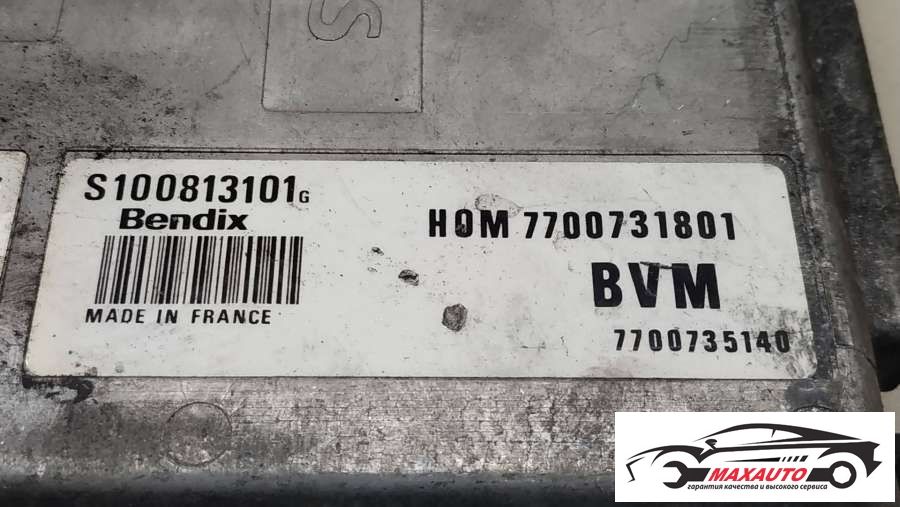 S
S100813101G
Bendix
MADE IN FRANCE
HOM 7700731801
BVM
7700735140
MAXAUTO
гарантия качества и высокого сервиса